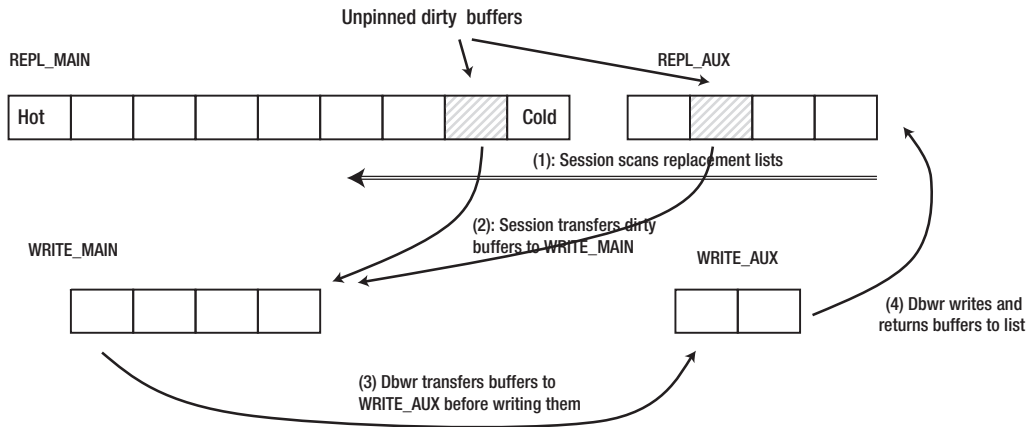 Unpinned dirty buffers
REPL_MAIN
REPL_AUX
Hot
Cold
(1): Session scans replacement lists
(2): Session transfers dirty
buffers to WRITE_MAIN
WRITE_MAIN
WRITE_AUX
(4) Dbwr writes and
returns buffers to list
(3) Dbwr transfers buffers to
WRITE_AUX before writing them